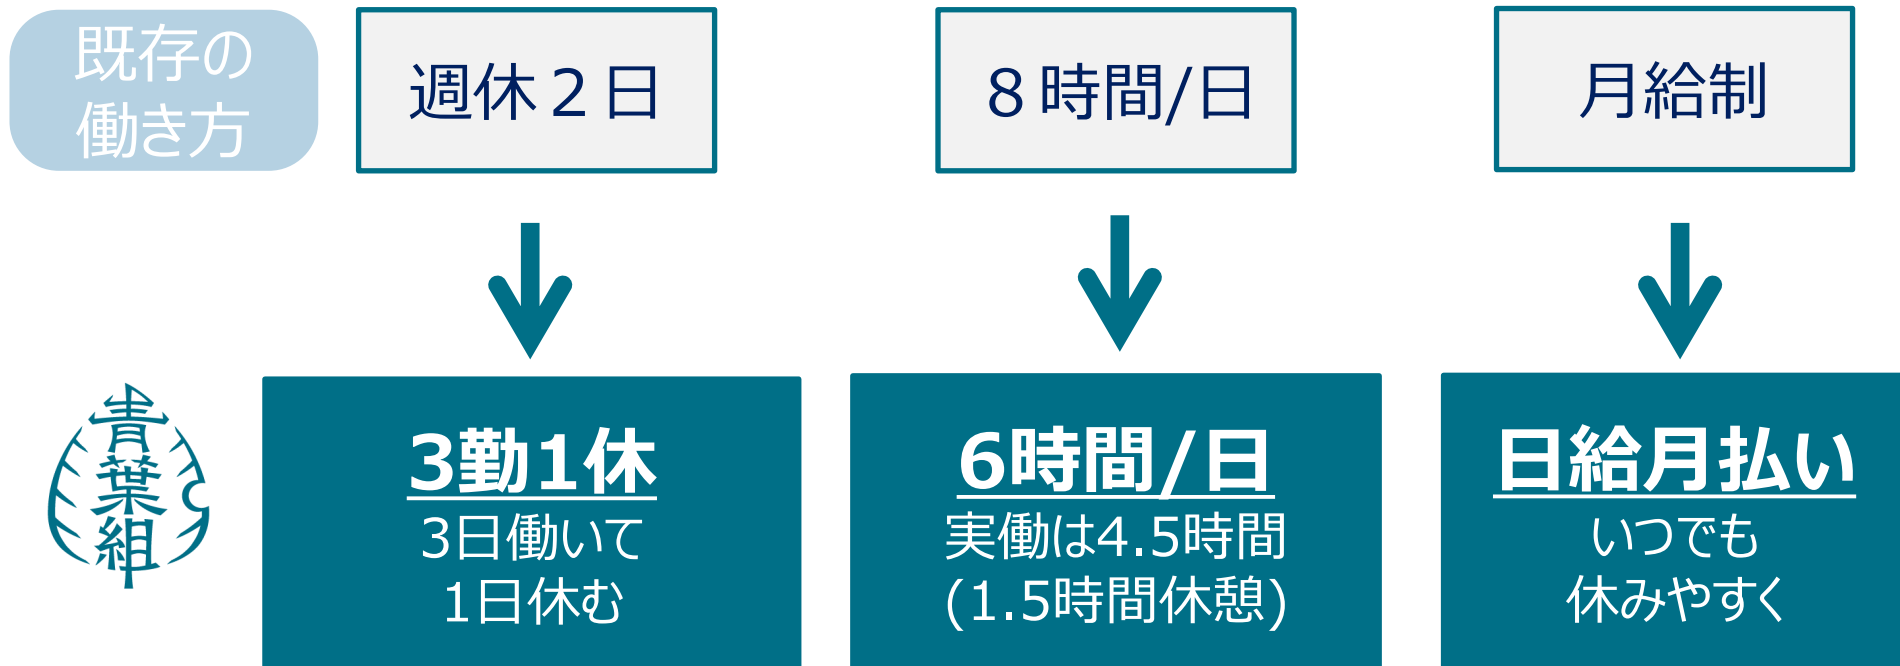 既存の
働き方
週休２日
８時間/日
月給制
青葉組
3勤1休
3日働いて
1日休む
6時間/日
実働は4.5時間
(1.5時間休憩)
日給月払い
いつでも
休みやすく